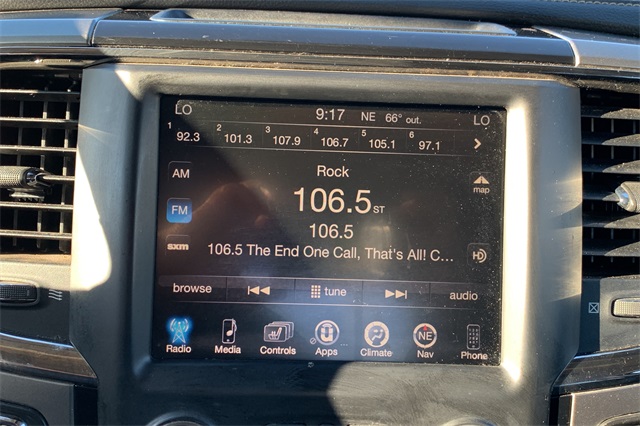 LO 9:17 NE 66° out. LO
1 92.3 2 101.3 3 107.9 4 106.7 5 105.1 6 97.1
AM Rock map
FM 106.5 ST
106.5
sxm 106.5 The End One Call, That's All! C... HD
browse tune audio
Radio Media Controls Apps Climate NE Nav Phone